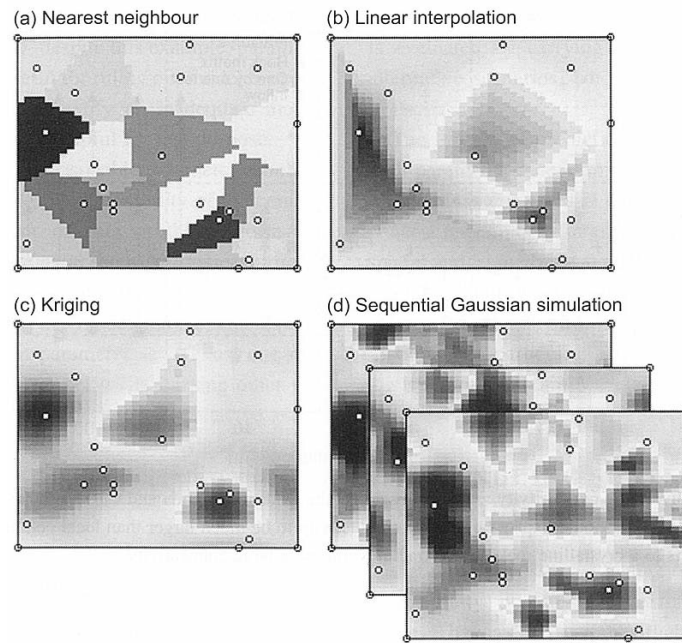 (a) Nearest neighbour
(b) Linear interpolation
(c) Kriging
(d) Sequential Gaussian simulation